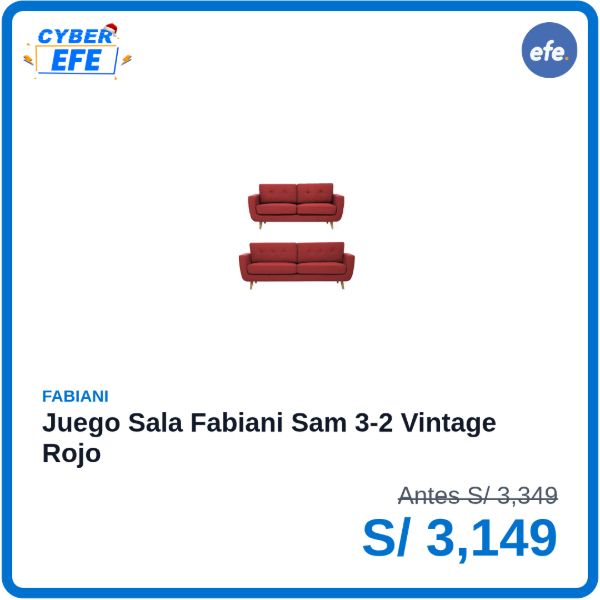 CYBER
EFE
efe.
FABIANI
Juego Sala Fabiani Sam 3-2 Vintage
Rojo
Antes S/ 3,349
S/ 3,149